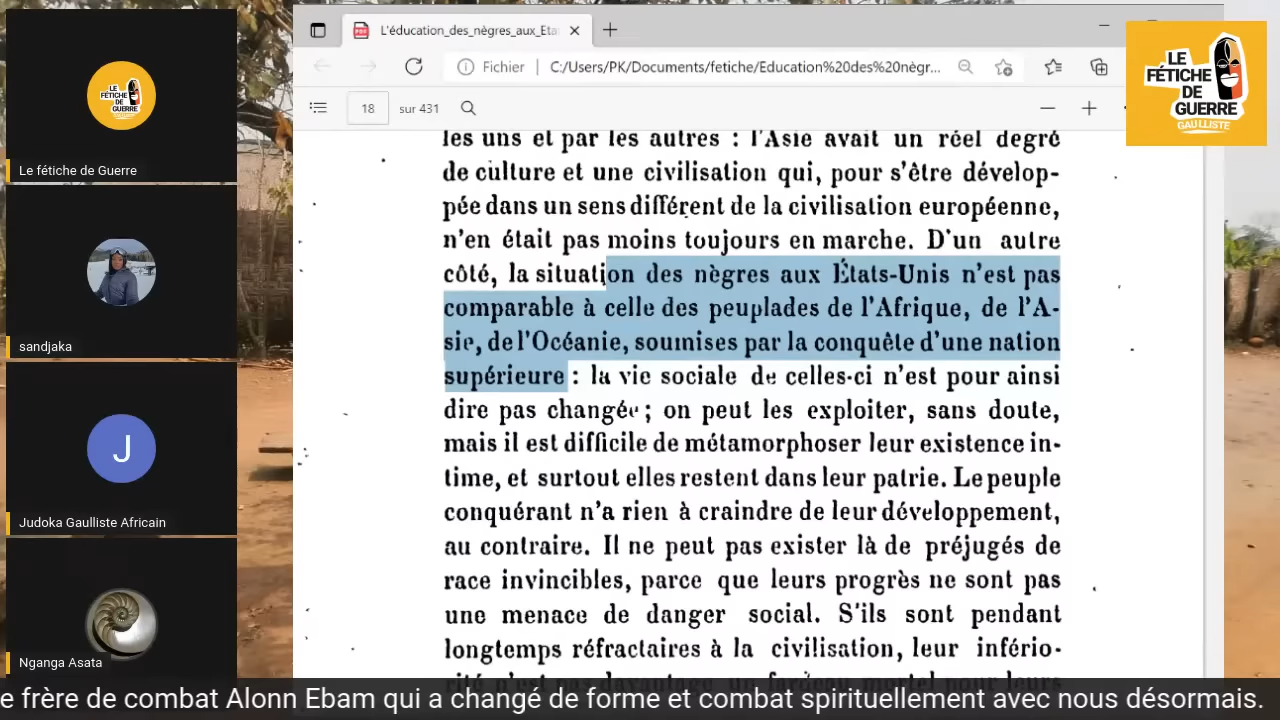 L'éducation_des_nègres_aux_Eta
Fichier
C:/Users/PK/Documents/fetiche/Education%20des%20nègr...
18
sur 431
les uns et par les autres : l'Asie avait un réel degré
de culture et une civilisation qui, pour s'être dévelop-
pée dans un sens différent de la civilisation européenne,
n'en était pas moins toujours en marche. D'un autre
côté, la situation des nègres aux États-Unis n'est pas
comparable à celle des peuplades de l'Afrique, de l'A-
sie, de l'Océanie, soumises par la conquête d'une nation
supérieure : la vie sociale de celles-ci n'est pour ainsi
dire pas changée ; on peut les exploiter, sans doute,
mais il est difficile de métamorphoser leur existence in-
time, et surtout elles restent dans leur patrie. Le peuple
conquérant n'a rien à craindre de leur développement,
au contraire. Il ne peut pas exister là de préjugés de
race invincibles, parce que leurs progrès ne sont pas
une menace de danger social. S'ils sont pendant
longtemps réfractaires à la civilisation, leur infério-
rité n'est pas davantage un fardeau mortel pour leurs
LE
FÉTICHE
DE
GUERRE
GAULLISTE
LE
FÉTICHE
DE
GUERRE
Le fétiche de Guerre
sandjaka
J
Judoka Gaulliste Africain
Nganga Asata
e frère de combat Alonn Ebam qui a changé de forme et combat spirituellement avec nous désormais.